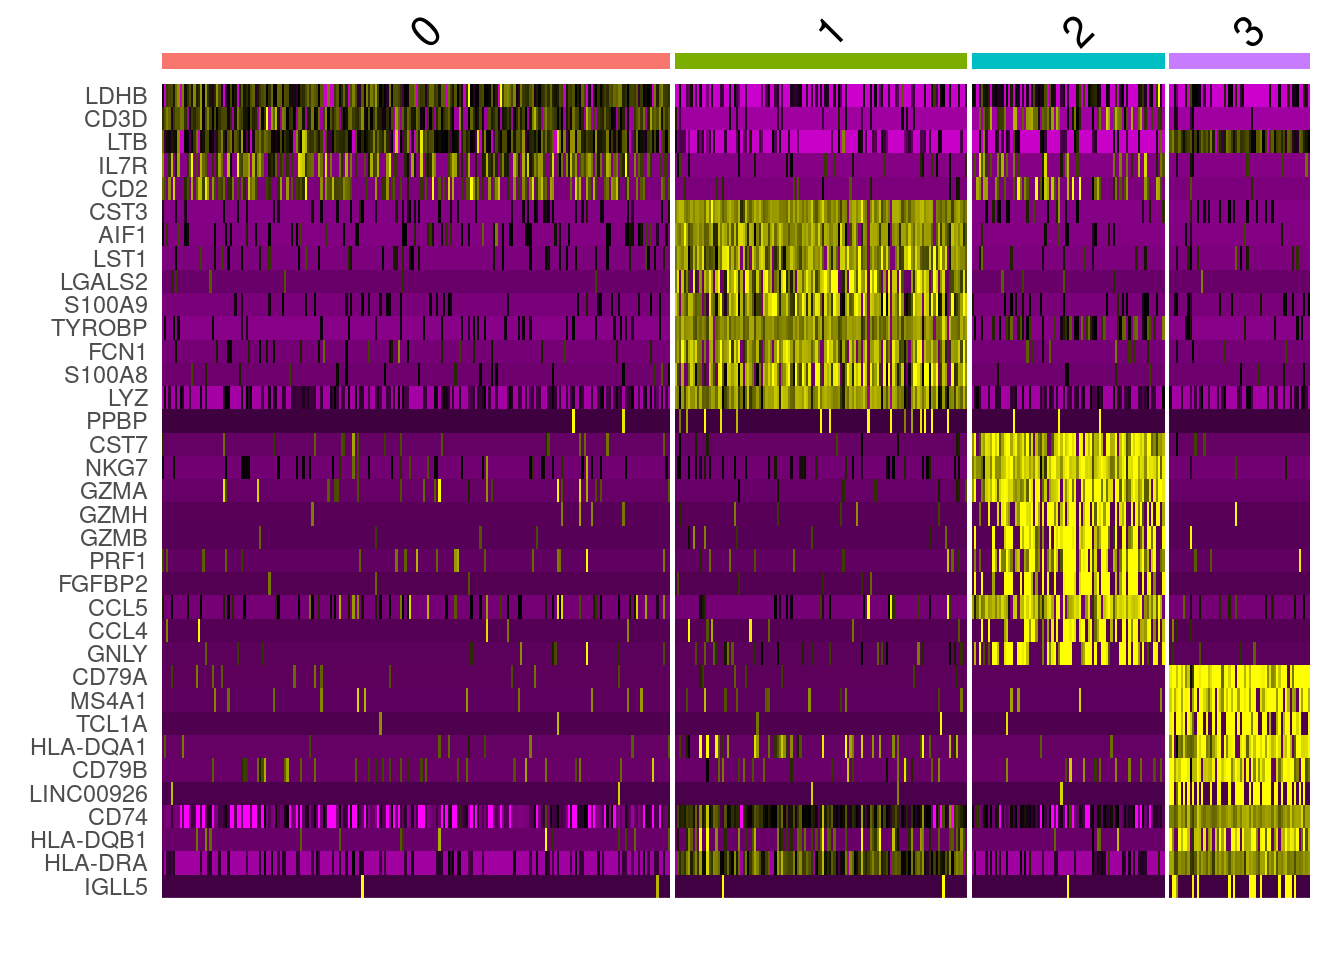 0 1 2 3
LDHB
CD3D
LTB
IL7R
CD2
CST3
AIF1
LST1
LGALS2
S100A9
TYROBP
FCN1
S100A8
LYZ
PPBP
CST7
NKG7
GZMA
GZMH
GZMB
PRF1
FGFBP2
CCL5
CCL4
GNLY
CD79A
MS4A1
TCL1A
HLA-DQA1
CD79B
LINC00926
CD74
HLA-DQB1
HLA-DRA
IGLL5